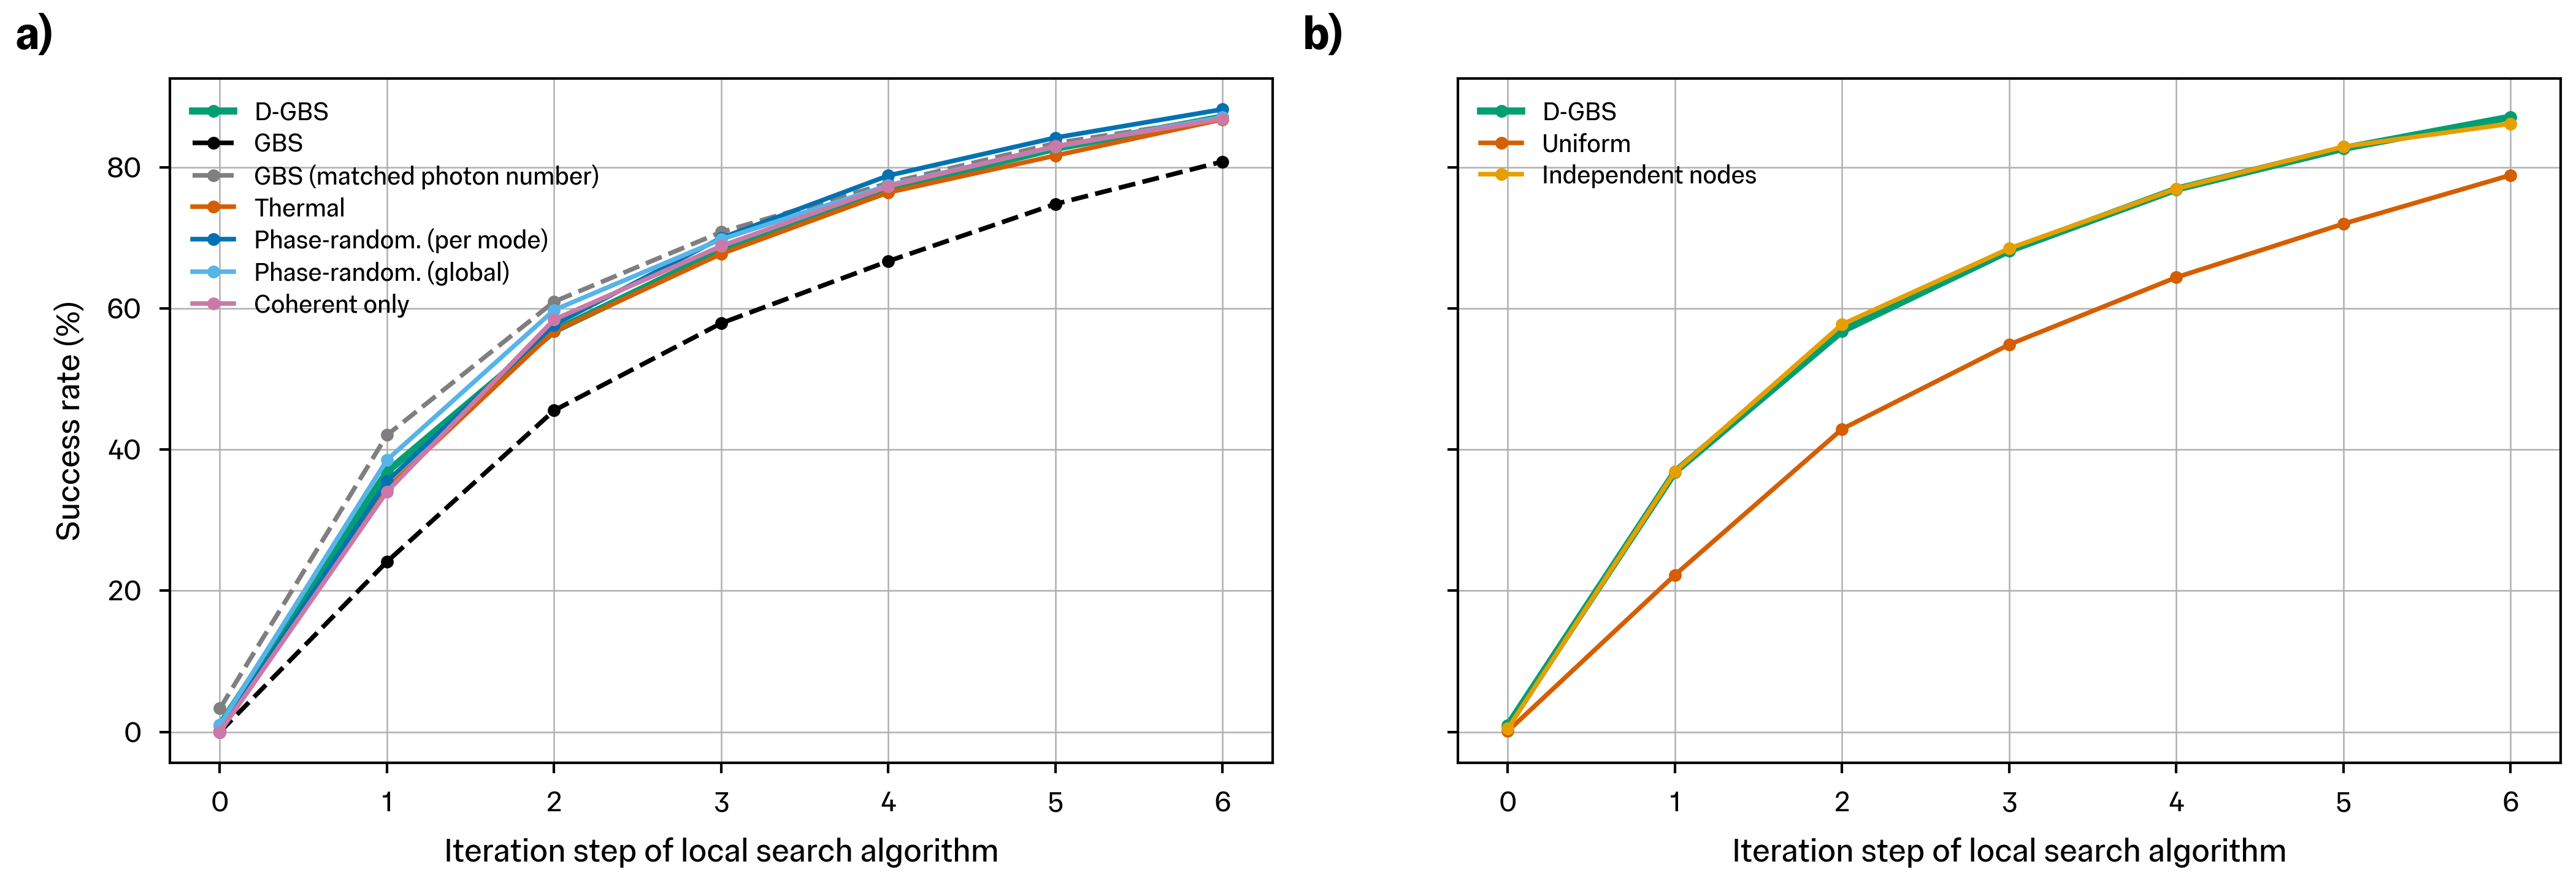 a)
D-GBS
GBS
GBS (matched photon number)
Thermal
Phase-random. (per mode)
Phase-random. (global)
Coherent only
Success rate (%)
80
60
40
20
0
0 1 2 3 4 5 6
Iteration step of local search algorithm
b)
D-GBS
Uniform
Independent nodes
0 1 2 3 4 5 6
Iteration step of local search algorithm